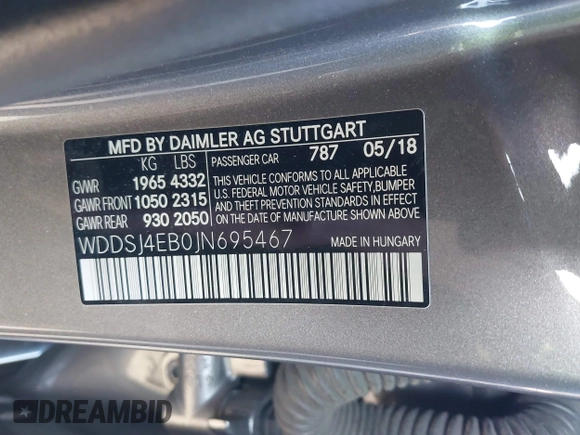 MFD BY DAIMLER AG STUTTGART
KG LBS
GVWR 1965 4332
GAWR FRONT 1050 2315
GAWR REAR 930 2050
PASSENGER CAR 787 05/18
THIS VEHICLE CONFORMS TO ALL APPLICABLE
U.S. FEDERAL MOTOR VEHICLE SAFETY, BUMPER
AND THEFT PREVENTION STANDARDS IN EFFECT
ON THE DATE OF MANUFACTURE SHOWN ABOVE.
WDDSJ4EB0JN695467 MADE IN HUNGARY
DREAMBID